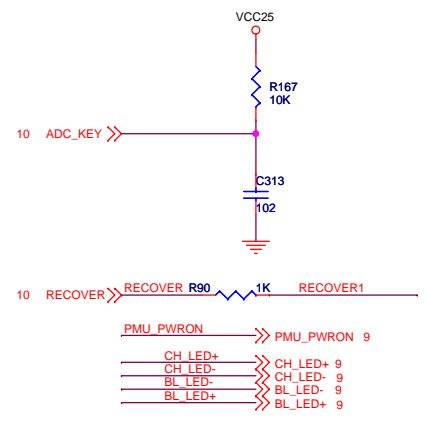 VCC25
R167
10K
10 ADC_KEY
C313
102
10 RECOVER RECOVER R90 1K RECOVER1
PMU_PWRON PMU_PWRON 9
CH_LED+ CH_LED+ 9
CH_LED- CH_LED- 9
BL_LED- BL_LED- 9
BL_LED+ BL_LED+ 9